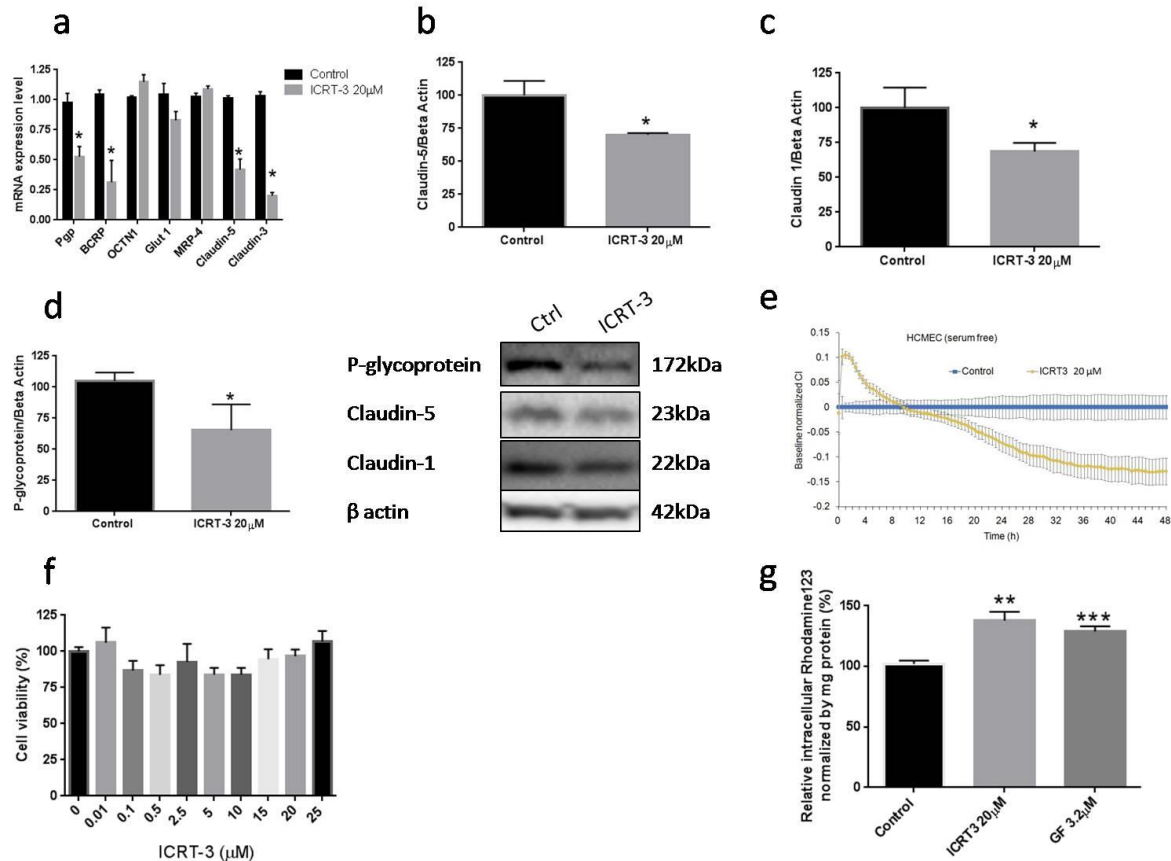 a
mRNA expression level
1.25
1.00
0.75
0.50
0.25
0.00
*
*
*
*
Pgp
BCRP
OCTN1
Glut 1
MRP-4
Claudin-5
Claudin-3
Control
ICRT-3 20μM
b
Claudin-5/Beta Actin
125
100
75
50
25
0
*
Control
ICRT-3 20μM
c
Claudin 1/Beta Actin
125
100
75
50
25
0
*
Control
ICRT-3 20μM
d
P-glycoprotein/Beta Actin
125
100
75
50
25
0
*
Control
ICRT-3 20μM
Ctrl
ICRT-3
P-glycoprotein 172kDa
Claudin-5 23kDa
Claudin-1 22kDa
β actin 42kDa
e
HCMEC (serum free)
Control
ICRT3 20 μM
Baseline normalized CI
0.15
0.1
0.05
0
-0.05
-0.1
-0.15
-0.2
0 4 8 12 16 20 24 28 32 36 40 44 48
Time (h)
f
Cell viability (%)
125
100
75
50
25
0
0
0.01
0.1
0.5
2.5
5
10
15
20
25
ICRT-3 (μM)
g
Relative intracellular Rhodamine123
normalized by mg protein (%)
150
100
50
0
**
***
Control
ICRT3 20μM
GF 3.2μM